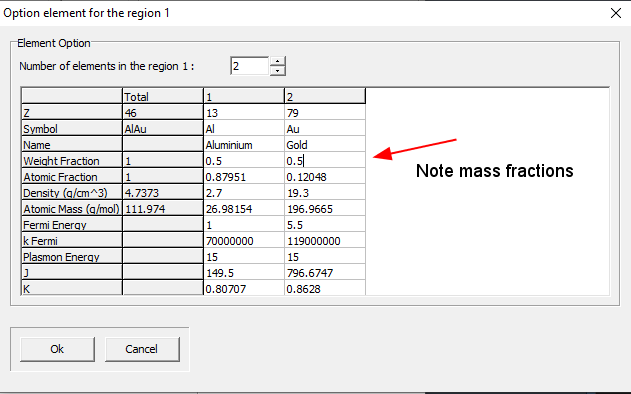 Option element for the region 1
Element Option
Number of elements in the region 1 : 2
Total 1 2
Z 46 13 79
Symbol AlAu Al Au
Name Aluminium Gold
Weight Fraction 1 0.5 0.5
Atomic Fraction 1 0.87951 0.12048
Density (g/cm^3) 4.7373 2.7 19.3
Atomic Mass (g/mol) 111.974 26.98154 196.9665
Fermi Energy 1 5.5
k Fermi 70000000 119000000
Plasmon Energy 15 15
J 149.5 796.6747
K 0.80707 0.8628
Note mass fractions
Ok Cancel